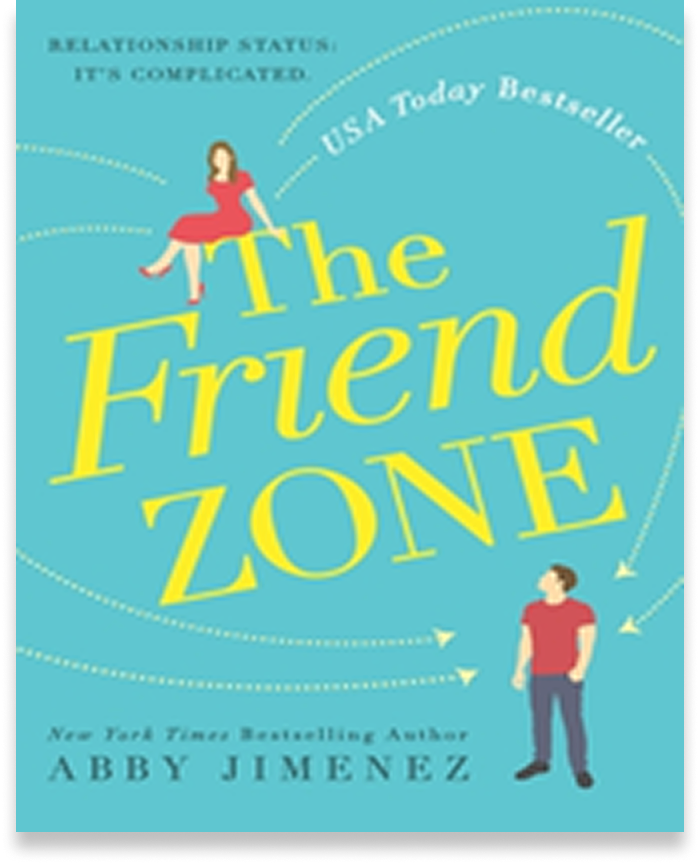 RELATIONSHIP STATUS:
IT'S COMPLICATED.
USA Today Bestseller
The
Friend
ZONE
New York Times Bestselling Author
ABBY JIMENEZ